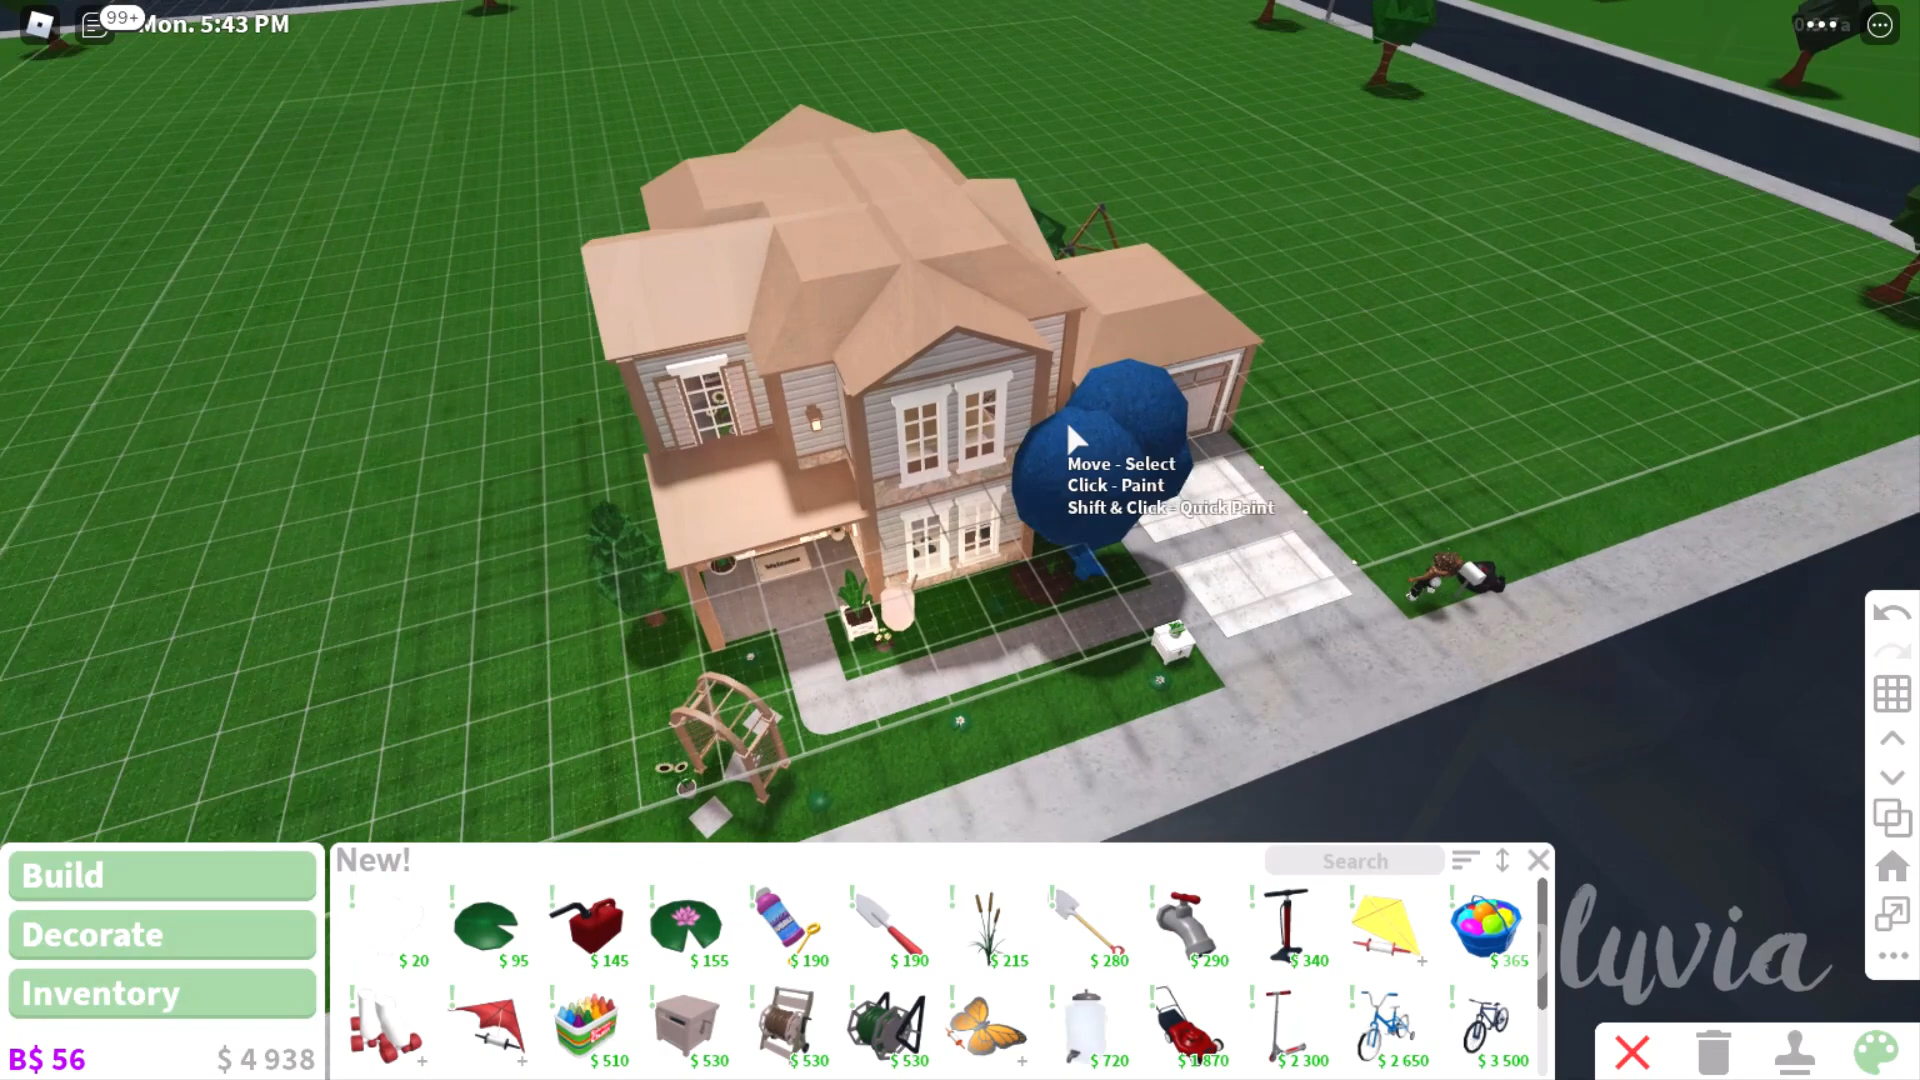 99+
Mon. 5:43 PM
Move - Select
Click - Paint
Shift & Click - Quick Paint
Welcome
Build
Decorate
Inventory
B$ 56
$ 4 938
New!
Search
$ 20
$ 95
$ 145
$ 155
$ 190
$ 190
$ 215
$ 280
$ 290
$ 340
$ 365
$ 510
$ 530
$ 530
$ 530
$ 720
$ 1 870
$ 2 300
$ 2 650
$ 3 500
lyvia